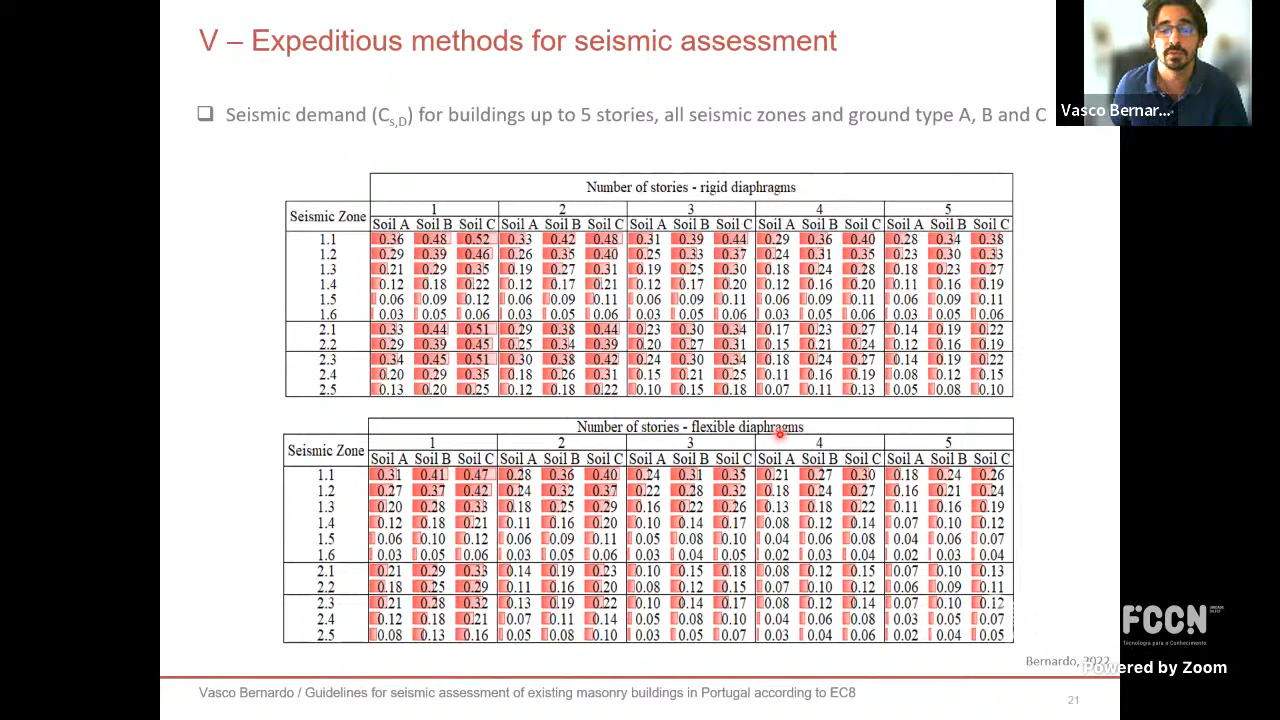 V – Expeditious methods for seismic assessment
Vasco Bernar...
Seismic demand (Cs,D) for buildings up to 5 stories, all seismic zones and ground type A, B and C
Number of stories - rigid diaphragms
Seismic Zone 1 2 3 4 5
Soil A Soil B Soil C Soil A Soil B Soil C Soil A Soil B Soil C Soil A Soil B Soil C Soil A Soil B Soil C
1.1 0.36 0.48 0.52 0.33 0.42 0.48 0.31 0.39 0.44 0.29 0.36 0.40 0.28 0.34 0.38
1.2 0.29 0.39 0.46 0.26 0.35 0.40 0.25 0.33 0.37 0.24 0.31 0.35 0.23 0.30 0.33
1.3 0.21 0.29 0.35 0.19 0.27 0.31 0.19 0.25 0.30 0.18 0.24 0.28 0.18 0.23 0.27
1.4 0.12 0.18 0.22 0.12 0.17 0.21 0.12 0.17 0.20 0.12 0.16 0.20 0.11 0.16 0.19
1.5 0.06 0.09 0.12 0.06 0.09 0.11 0.06 0.09 0.11 0.06 0.09 0.11 0.06 0.09 0.11
1.6 0.03 0.05 0.06 0.03 0.05 0.06 0.03 0.05 0.06 0.03 0.05 0.06 0.03 0.05 0.06
2.1 0.33 0.44 0.51 0.29 0.38 0.44 0.23 0.30 0.34 0.17 0.23 0.27 0.14 0.19 0.22
2.2 0.29 0.39 0.45 0.25 0.34 0.39 0.20 0.27 0.31 0.15 0.21 0.24 0.12 0.16 0.19
2.3 0.34 0.45 0.51 0.30 0.38 0.42 0.24 0.30 0.34 0.18 0.24 0.27 0.14 0.19 0.22
2.4 0.20 0.29 0.35 0.18 0.26 0.31 0.15 0.21 0.25 0.11 0.16 0.19 0.08 0.12 0.15
2.5 0.13 0.20 0.25 0.12 0.18 0.22 0.10 0.15 0.18 0.07 0.11 0.13 0.05 0.08 0.10
Number of stories - flexible diaphragms
Seismic Zone 1 2 3 4 5
Soil A Soil B Soil C Soil A Soil B Soil C Soil A Soil B Soil C Soil A Soil B Soil C Soil A Soil B Soil C
1.1 0.31 0.41 0.47 0.28 0.36 0.40 0.24 0.31 0.35 0.21 0.27 0.30 0.18 0.24 0.26
1.2 0.27 0.37 0.42 0.24 0.32 0.37 0.22 0.28 0.32 0.18 0.24 0.27 0.16 0.21 0.24
1.3 0.20 0.28 0.33 0.18 0.25 0.29 0.16 0.22 0.26 0.13 0.18 0.22 0.11 0.16 0.19
1.4 0.12 0.18 0.21 0.11 0.16 0.20 0.10 0.14 0.17 0.08 0.12 0.14 0.07 0.10 0.12
1.5 0.06 0.10 0.12 0.06 0.09 0.11 0.05 0.08 0.10 0.04 0.06 0.08 0.04 0.06 0.07
1.6 0.03 0.05 0.06 0.03 0.05 0.06 0.03 0.04 0.05 0.02 0.03 0.04 0.02 0.03 0.04
2.1 0.21 0.29 0.33 0.14 0.19 0.23 0.10 0.15 0.18 0.08 0.12 0.15 0.07 0.10 0.13
2.2 0.18 0.25 0.29 0.11 0.16 0.20 0.08 0.12 0.15 0.07 0.10 0.12 0.06 0.09 0.11
2.3 0.21 0.28 0.32 0.13 0.19 0.22 0.10 0.14 0.17 0.08 0.12 0.14 0.07 0.10 0.12
2.4 0.12 0.18 0.21 0.07 0.11 0.14 0.05 0.08 0.10 0.04 0.06 0.08 0.03 0.05 0.07
2.5 0.08 0.13 0.16 0.05 0.08 0.10 0.03 0.05 0.07 0.03 0.04 0.06 0.02 0.04 0.05
FCCN
Tecnologia para o Conhecimento
Bernardo, 2022
Powered by Zoom
Vasco Bernardo / Guidelines for seismic assessment of existing masonry buildings in Portugal according to EC8
21